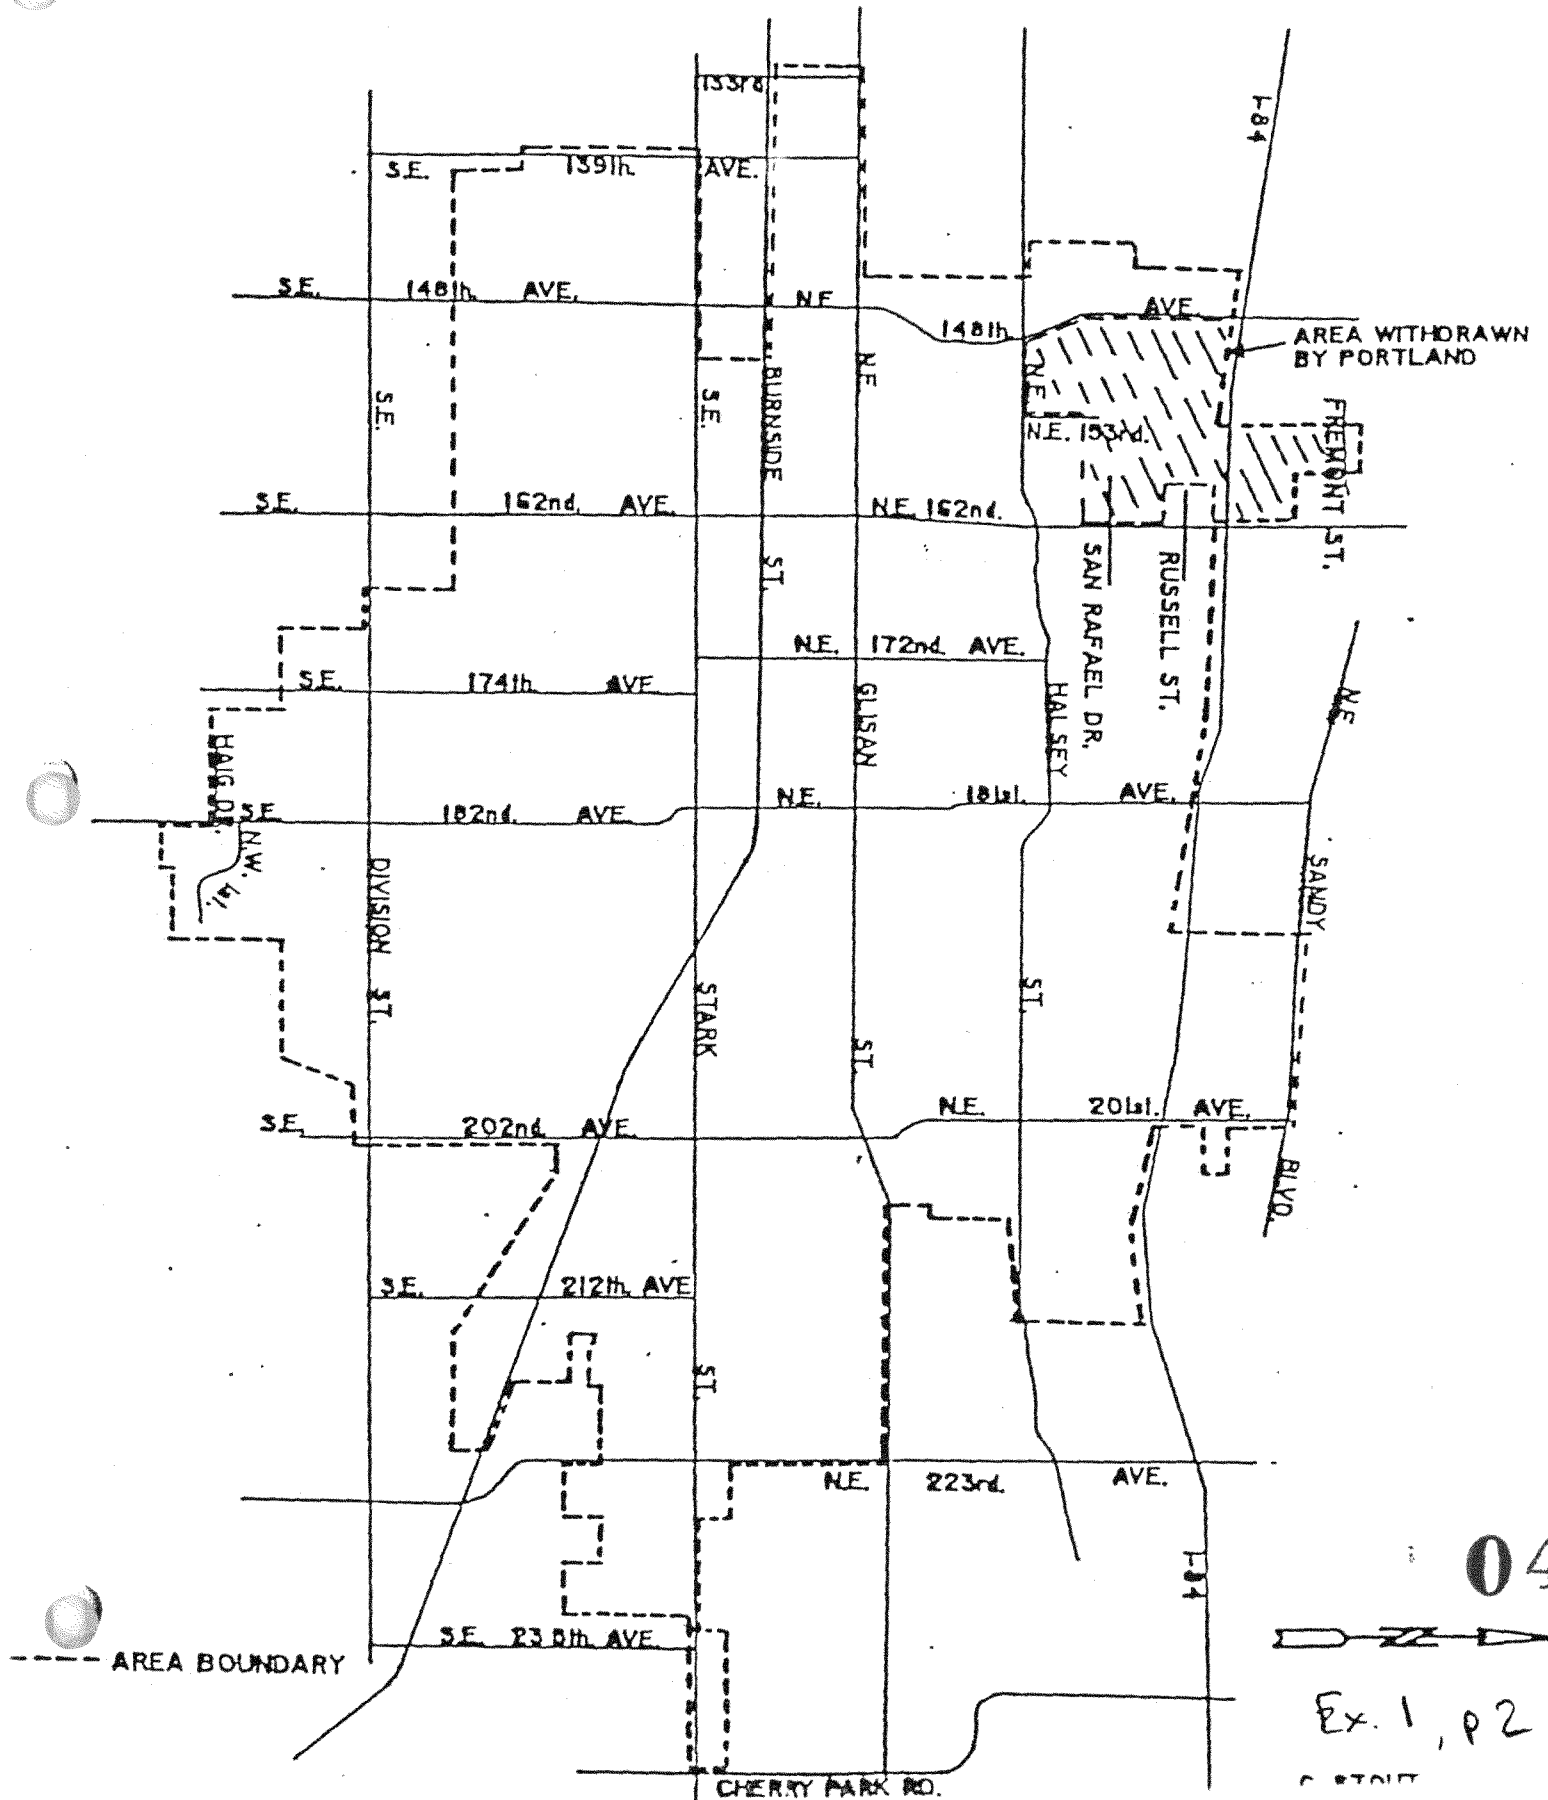 133rd
I-84
S.E. 139th AVE.
S.E. 148th AVE. N.E. 148th AVE.
AREA WITHDRAWN
BY PORTLAND
N.E. 153rd.
S.E.
S.E.
BURNSIDE ST.
N.E.
N.E.
FREMONT ST.
S.E. 162nd. AVE. N.E. 162nd.
SAN RAFAEL DR.
RUSSELL ST.
N.E. 172nd AVE.
S.E. 174th AVE
GLISAN ST.
HALSEY ST.
N.E.
HAIG DR.
S.E. 182nd. AVE. N.E. 181st. AVE.
N.W.
DIVISION ST.
SANDY BLVD.
STARK ST.
S.E. 202nd AVE. N.E. 201st. AVE.
S.E. 212th AVE
N.E. 223rd. AVE.
I-84
04
S.E. 235th AVE.
---- AREA BOUNDARY
Ex. 1, p 2
CHERRY PARK RD.